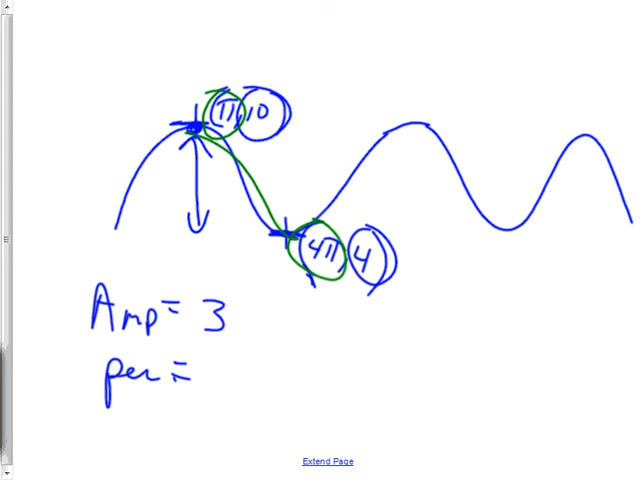 π, 10
4π, 4
Amp = 3
per =
Extend Page